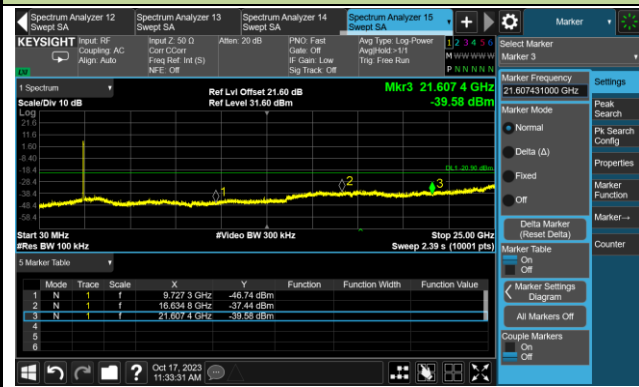 Spectrum Analyzer 12
Swept SA
Spectrum Analyzer 13
Swept SA
Spectrum Analyzer 14
Swept SA
Spectrum Analyzer 15
Swept SA
Marker
KEYSIGHT
Input: RF
Coupling: AC
Align: Auto
Input Z: 50 Ω
Corr CCorr
Freq Ref: Int (S)
NFE: Off
Atten: 20 dB
PNO: Fast
Gate: Off
IF Gain: Low
Sig Track: Off
Avg Type: Log-Power
Avg|Hold:>1/1
Trig: Free Run
1 2 3 4 5 6
M W W W W W
P N N N N N
Select Marker
Marker 3
1 Spectrum
Scale/Div 10 dB
Log
Ref Lvl Offset 21.60 dB
Ref Level 31.60 dBm
Mkr3 21.607 4 GHz
-39.58 dBm
21.6
11.6
1.60
-8.40
-18.4
-28.4
-38.4
-48.4
-58.4
DL1 -20.90 dBm
1
2
3
Start 30 MHz
#Res BW 100 kHz
#Video BW 300 kHz
Stop 25.00 GHz
Sweep 2.39 s (10001 pts)
5 Marker Table
Mode Trace Scale X Y Function Function Width Function Value
1 N 1 f 9.727 3 GHz -46.74 dBm
2 N 1 f 16.634 8 GHz -37.44 dBm
3 N 1 f 21.607 4 GHz -39.58 dBm
4
5
6
Marker Frequency
21.607431000 GHz
Marker Mode
Normal
Delta (Δ)
Fixed
Off
Delta Marker
(Reset Delta)
Marker Table
On
Off
Marker Settings
Diagram
All Markers Off
Couple Markers
On
Off
Settings
Peak
Search
Pk Search
Config
Properties
Marker
Function
Marker→
Counter
Oct 17, 2023
11:33:31 AM